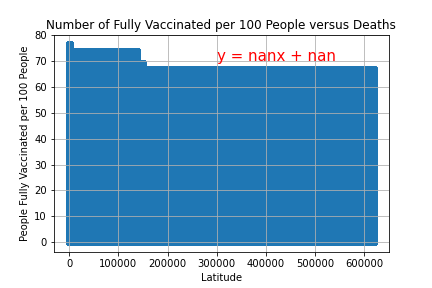 Number of Fully Vaccinated per 100 People versus Deaths
80
70
60
50
40
30
20
10
0
People Fully Vaccinated per 100 People
y = nanx + nan
0 100000 200000 300000 400000 500000 600000
Latitude